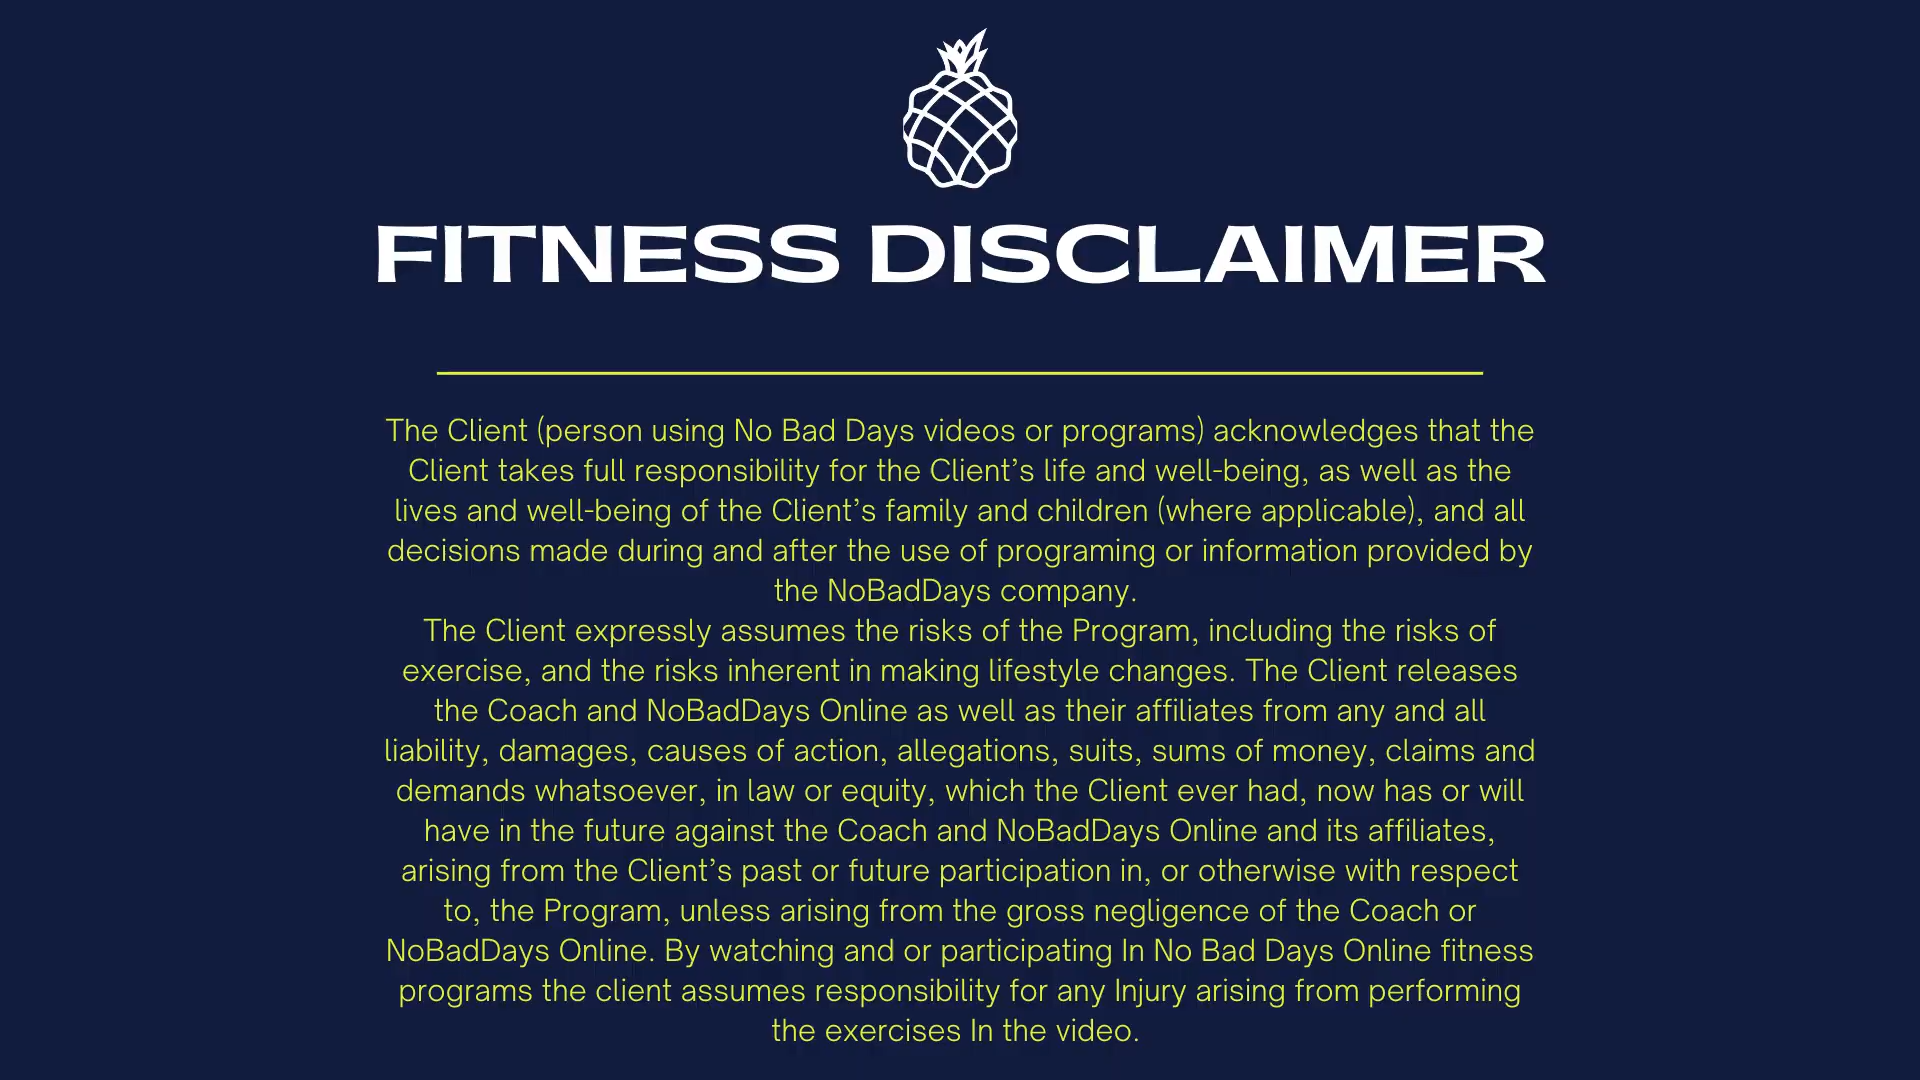 FITNESS DISCLAIMER
The Client (person using No Bad Days videos or programs) acknowledges that the
Client takes full responsibility for the Client’s life and well-being, as well as the
lives and well-being of the Client’s family and children (where applicable), and all
decisions made during and after the use of programing or information provided by
the NoBadDays company.
The Client expressly assumes the risks of the Program, including the risks of
exercise, and the risks inherent in making lifestyle changes. The Client releases
the Coach and NoBadDays Online as well as their affiliates from any and all
liability, damages, causes of action, allegations, suits, sums of money, claims and
demands whatsoever, in law or equity, which the Client ever had, now has or will
have in the future against the Coach and NoBadDays Online and its affiliates,
arising from the Client’s past or future participation in, or otherwise with respect
to, the Program, unless arising from the gross negligence of the Coach or
NoBadDays Online. By watching and or participating In No Bad Days Online fitness
programs the client assumes responsibility for any Injury arising from performing
the exercises In the video.